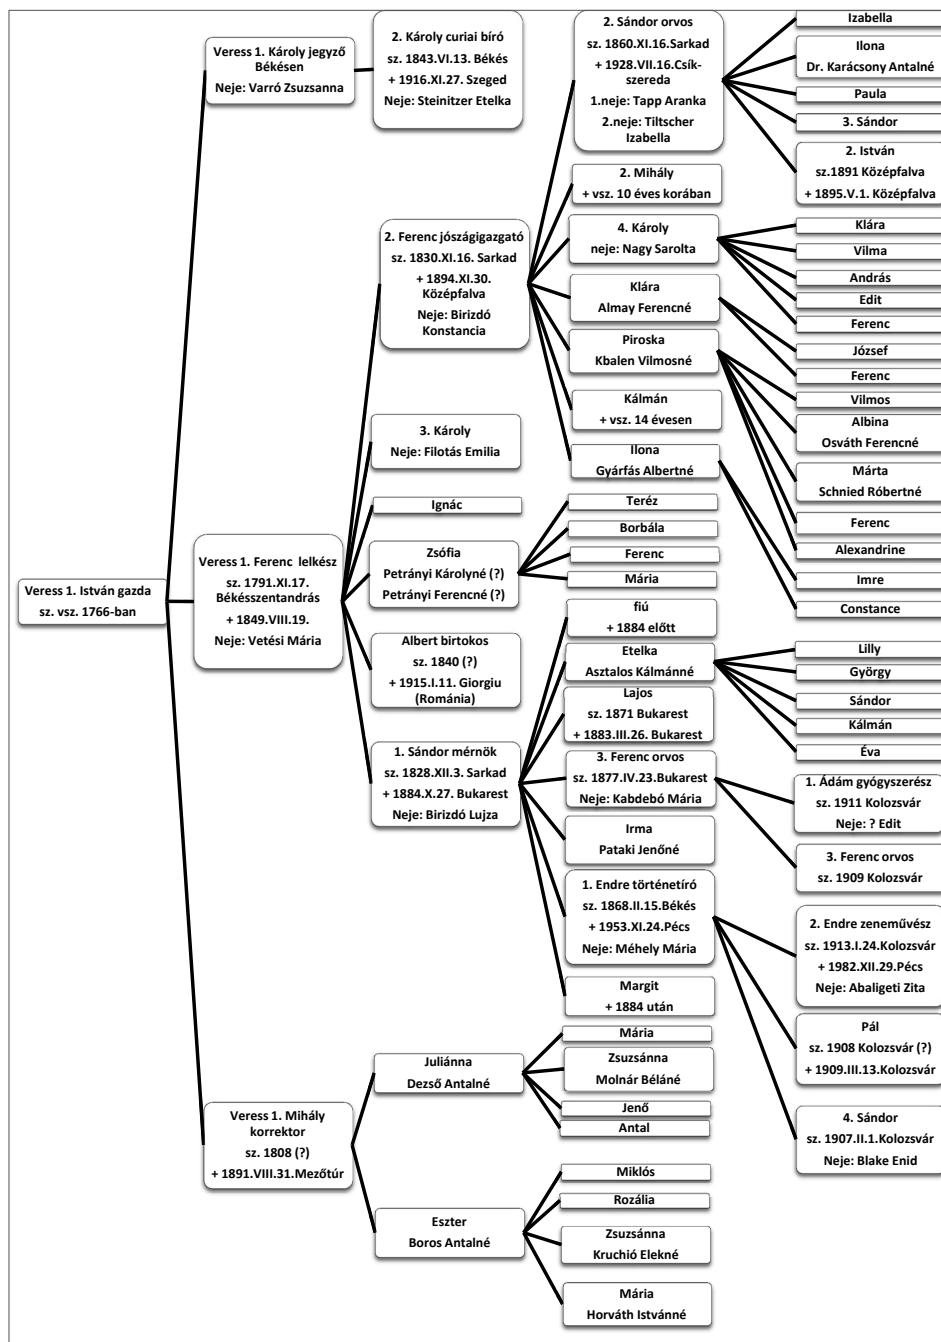 Veress 1. István gazda
sz. vsz. 1766-ban
Veress 1. Károly jegyző
Békésen
Neje: Varró Zsuzsanna
2. Károly curiai bíró
sz. 1843.VI.13. Békés
+ 1916.XI.27. Szeged
Neje: Steinitzer Etelka
Veress 1. Ferenc lelkész
sz. 1791.XI.17.
Békésszentandrás
+ 1849.VIII.19.
Neje: Vetési Mária
2. Ferenc jószágigazgató
sz. 1830.XI.16. Sarkad
+ 1894.XI.30.
Középfalva
Neje: Birizdó
Konstancia
2. Sándor orvos
sz. 1860.XI.16.Sarkad
+ 1928.VII.16.Csík-
szereda
1.neje: Tapp Aranka
2.neje: Tiltscher
Izabella
Izabella
Ilona
Dr. Karácsony Antalné
Paula
3. Sándor
2. István
sz.1891 Középfalva
+ 1895.V.1. Középfalva
2. Mihály
+ vsz. 10 éves korában
4. Károly
neje: Nagy Sarolta
Klára
Vilma
András
Edit
Ferenc
Klára
Almay Ferencné
József
Ferenc
Piroska
Kbalen Vilmosné
Vilmos
Albina
Osváth Ferencné
Márta
Schnied Róbertné
Ferenc
Alexandrine
Kálmán
+ vsz. 14 évesen
Ilona
Gyárfás Albertné
Imre
Constance
3. Károly
Neje: Filotás Emilia
Ignác
Zsófia
Petrányi Károlyné (?)
Petrányi Ferencné (?)
Teréz
Borbála
Ferenc
Mária
Albert birtokos
sz. 1840 (?)
+ 1915.I.11. Giorgiu
(Románia)
1. Sándor mérnök
sz. 1828.XII.3. Sarkad
+ 1884.X.27. Bukarest
Neje: Birizdó Lujza
fiú
+ 1884 előtt
Etelka
Asztalos Kálmánné
Lilly
György
Sándor
Kálmán
Éva
Lajos
sz. 1871 Bukarest
+ 1883.III.26. Bukarest
3. Ferenc orvos
sz. 1877.IV.23.Bukarest
Neje: Kabdebó Mária
1. Ádám gyógyszerész
sz. 1911 Kolozsvár
Neje: ? Edit
3. Ferenc orvos
sz. 1909 Kolozsvár
Irma
Pataki Jenőné
1. Endre történetíró
sz. 1868.II.15.Békés
+ 1953.XI.24.Pécs
Neje: Méhely Mária
2. Endre zeneművész
sz. 1913.I.24.Kolozsvár
+ 1982.XII.29.Pécs
Neje: Abaligeti Zita
Pál
sz. 1908 Kolozsvár (?)
+ 1909.III.13.Kolozsvár
4. Sándor
sz. 1907.II.1.Kolozsvár
Neje: Blake Enid
Margit
+ 1884 után
Veress 1. Mihály
korrektor
sz. 1808 (?)
+ 1891.VIII.31.Mezőtúr
Juliánna
Dezső Antalné
Mária
Zsuzsánna
Molnár Béláné
Jenő
Antal
Eszter
Boros Antalné
Miklós
Rozália
Zsuzsánna
Kruchió Elekné
Mária
Horváth Istvánné